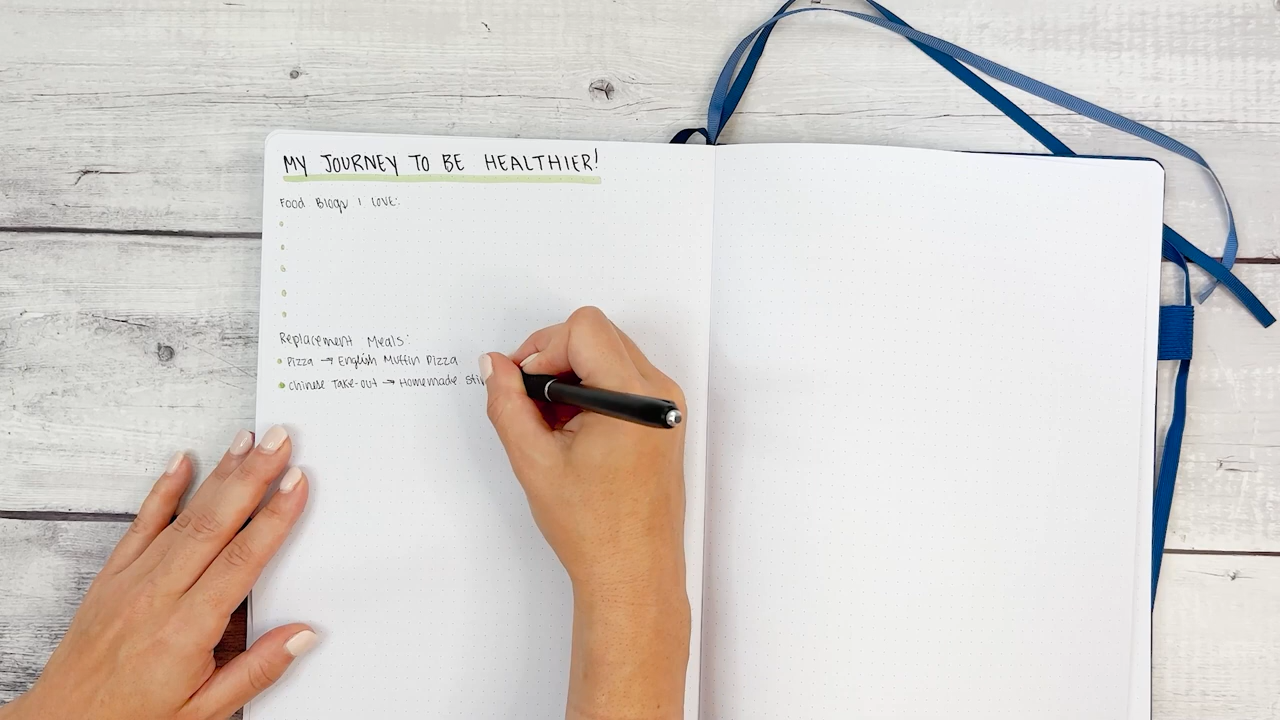 MY JOURNEY TO BE HEALTHIER!
Food Blogs I LOVE:
Replacement Meals:
Pizza → English Muffin Pizza
Chinese Take-out → Homemade